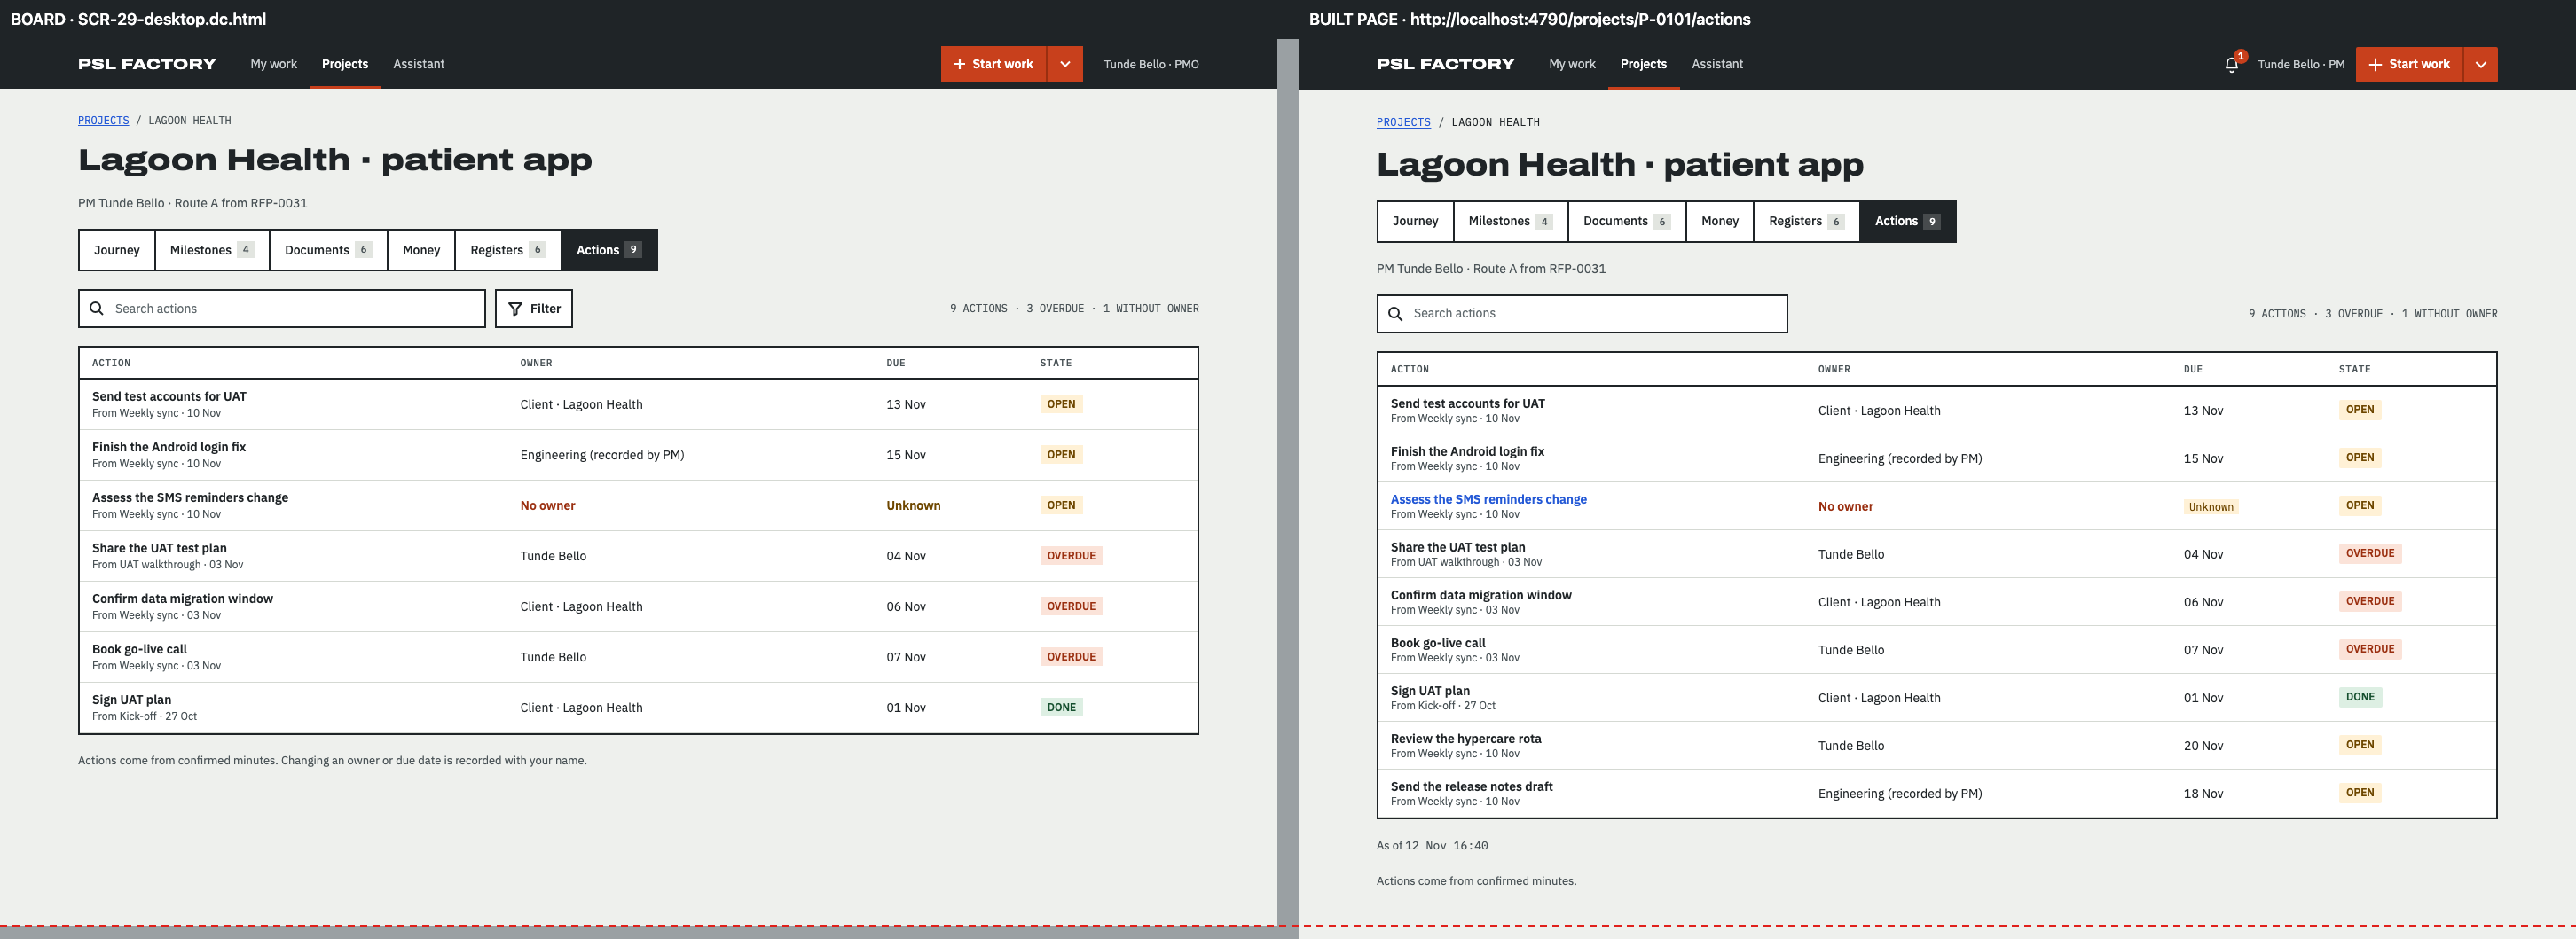 BOARD · SCR-29-desktop.dc.html
PSL FACTORY My work Projects Assistant + Start work Tunde Bello · PMO
PROJECTS / LAGOON HEALTH
Lagoon Health · patient app
PM Tunde Bello · Route A from RFP-0031
Journey Milestones 4 Documents 6 Money Registers 6 Actions 9
Search actions Filter 9 ACTIONS · 3 OVERDUE · 1 WITHOUT OWNER
ACTION OWNER DUE STATE
Send test accounts for UAT
From Weekly sync · 10 Nov
Client · Lagoon Health 13 Nov OPEN
Finish the Android login fix
From Weekly sync · 10 Nov
Engineering (recorded by PM) 15 Nov OPEN
Assess the SMS reminders change
From Weekly sync · 10 Nov
No owner Unknown OPEN
Share the UAT test plan
From UAT walkthrough · 03 Nov
Tunde Bello 04 Nov OVERDUE
Confirm data migration window
From Weekly sync · 03 Nov
Client · Lagoon Health 06 Nov OVERDUE
Book go-live call
From Weekly sync · 03 Nov
Tunde Bello 07 Nov OVERDUE
Sign UAT plan
From Kick-off · 27 Oct
Client · Lagoon Health 01 Nov DONE
Actions come from confirmed minutes. Changing an owner or due date is recorded with your name.
BUILT PAGE · http://localhost:4790/projects/P-0101/actions
PSL FACTORY My work Projects Assistant 1 Tunde Bello · PM + Start work
PROJECTS / LAGOON HEALTH
Lagoon Health · patient app
Journey Milestones 4 Documents 6 Money Registers 6 Actions 9
PM Tunde Bello · Route A from RFP-0031
Search actions 9 ACTIONS · 3 OVERDUE · 1 WITHOUT OWNER
ACTION OWNER DUE STATE
Send test accounts for UAT
From Weekly sync · 10 Nov
Client · Lagoon Health 13 Nov OPEN
Finish the Android login fix
From Weekly sync · 10 Nov
Engineering (recorded by PM) 15 Nov OPEN
Assess the SMS reminders change
From Weekly sync · 10 Nov
No owner Unknown OPEN
Share the UAT test plan
From UAT walkthrough · 03 Nov
Tunde Bello 04 Nov OVERDUE
Confirm data migration window
From Weekly sync · 03 Nov
Client · Lagoon Health 06 Nov OVERDUE
Book go-live call
From Weekly sync · 03 Nov
Tunde Bello 07 Nov OVERDUE
Sign UAT plan
From Kick-off · 27 Oct
Client · Lagoon Health 01 Nov DONE
Review the hypercare rota
From Weekly sync · 10 Nov
Tunde Bello 20 Nov OPEN
Send the release notes draft
From Weekly sync · 10 Nov
Engineering (recorded by PM) 18 Nov OPEN
As of 12 Nov 16:40
Actions come from confirmed minutes.